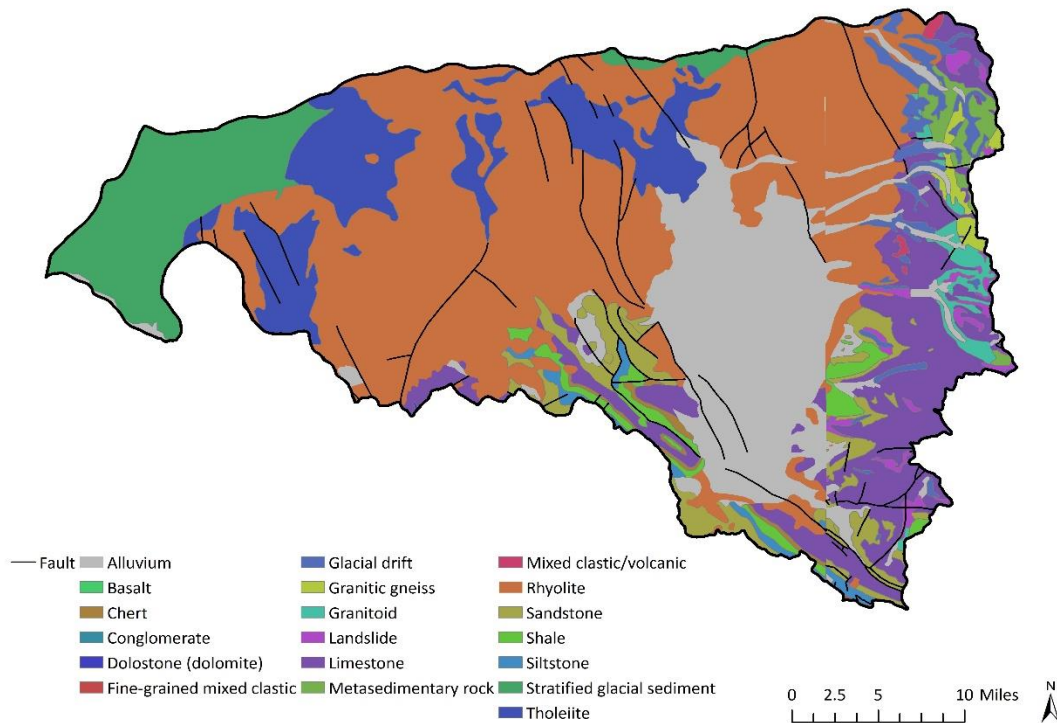 Fault
Alluvium
Basalt
Chert
Conglomerate
Dolostone (dolomite)
Fine-grained mixed clastic
Glacial drift
Granitic gneiss
Granitoid
Landslide
Limestone
Metasedimentary rock
Mixed clastic/volcanic
Rhyolite
Sandstone
Shale
Siltstone
Stratified glacial sediment
Tholeiite
0 2.5 5 10 Miles
N